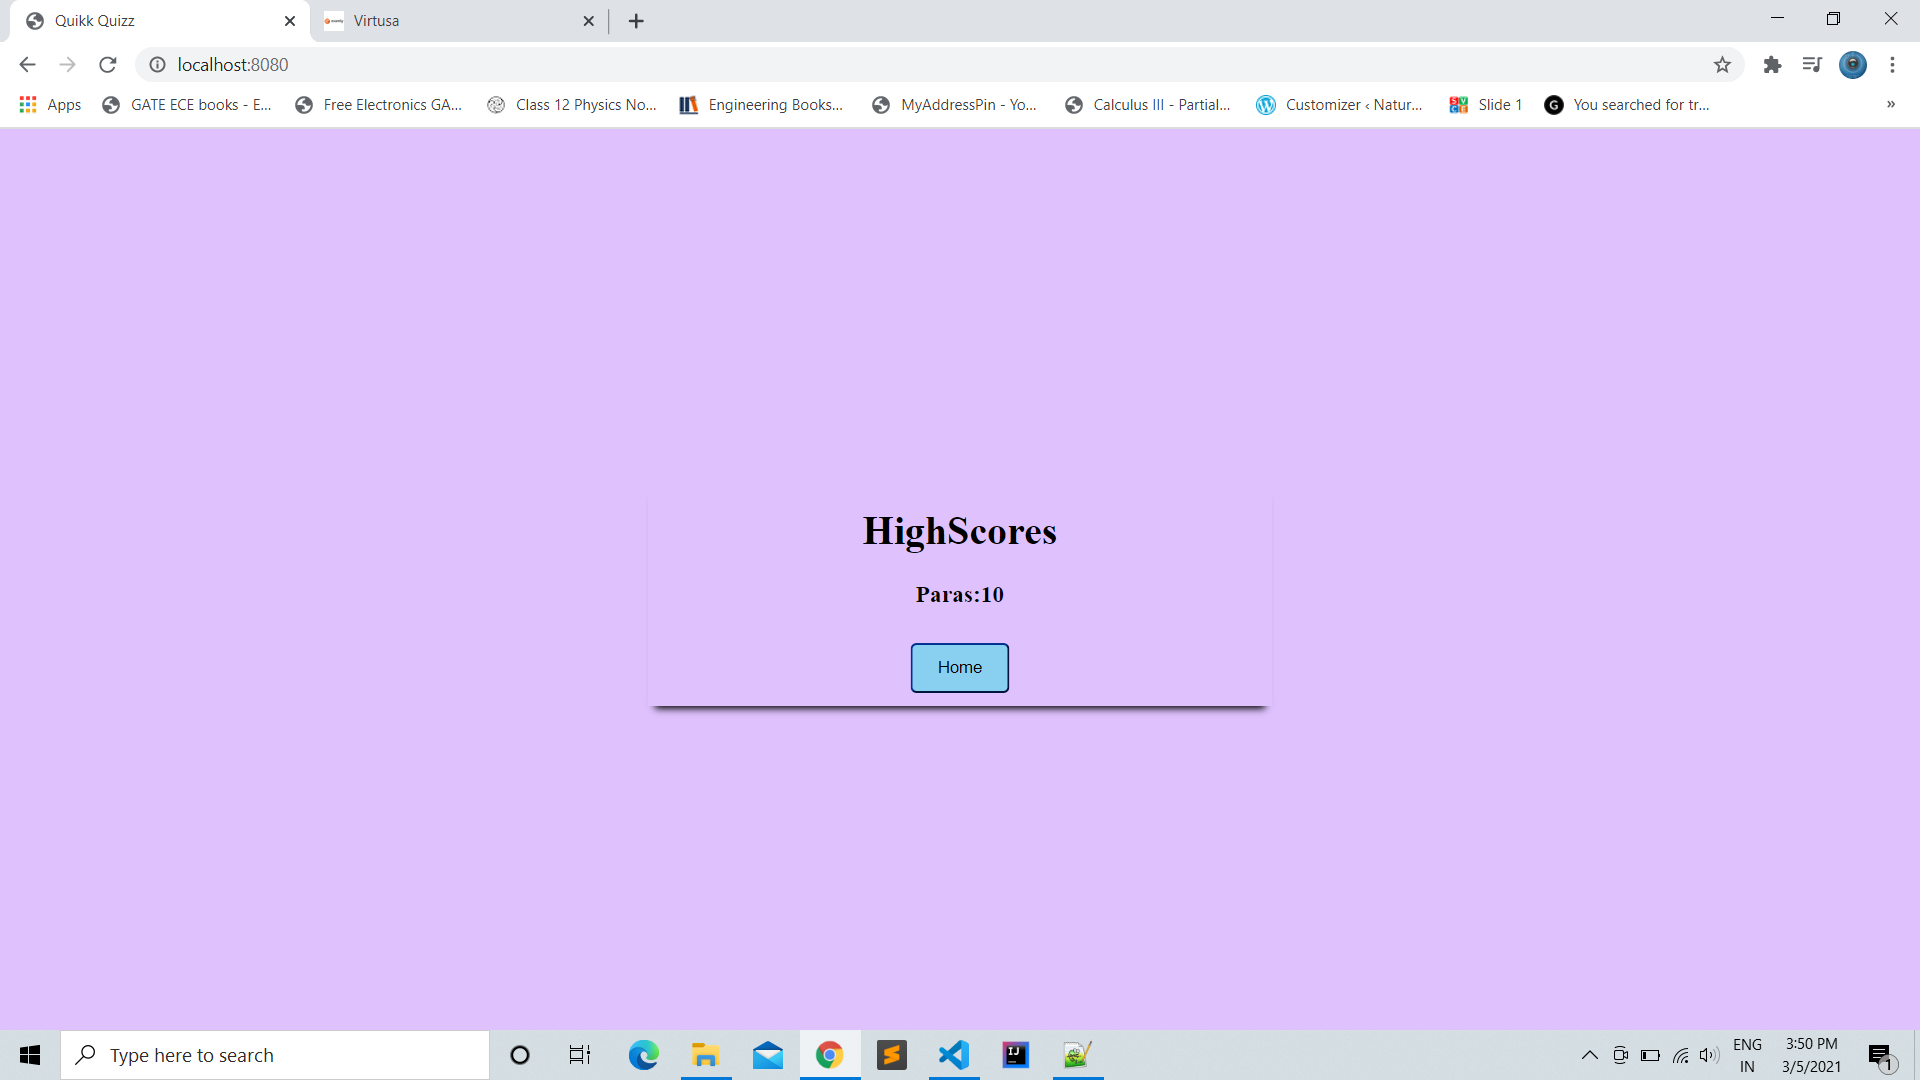 Quikk Quizz
Virtusa
localhost:8080
Apps
GATE ECE books - E...
Free Electronics GA...
Class 12 Physics No...
Engineering Books...
MyAddressPin - Yo...
Calculus III - Partial...
Customizer ‹ Natur...
Slide 1
You searched for tr...
»
HighScores
Paras:10
Home
Type here to search
ENG
IN
3:50 PM
3/5/2021
1